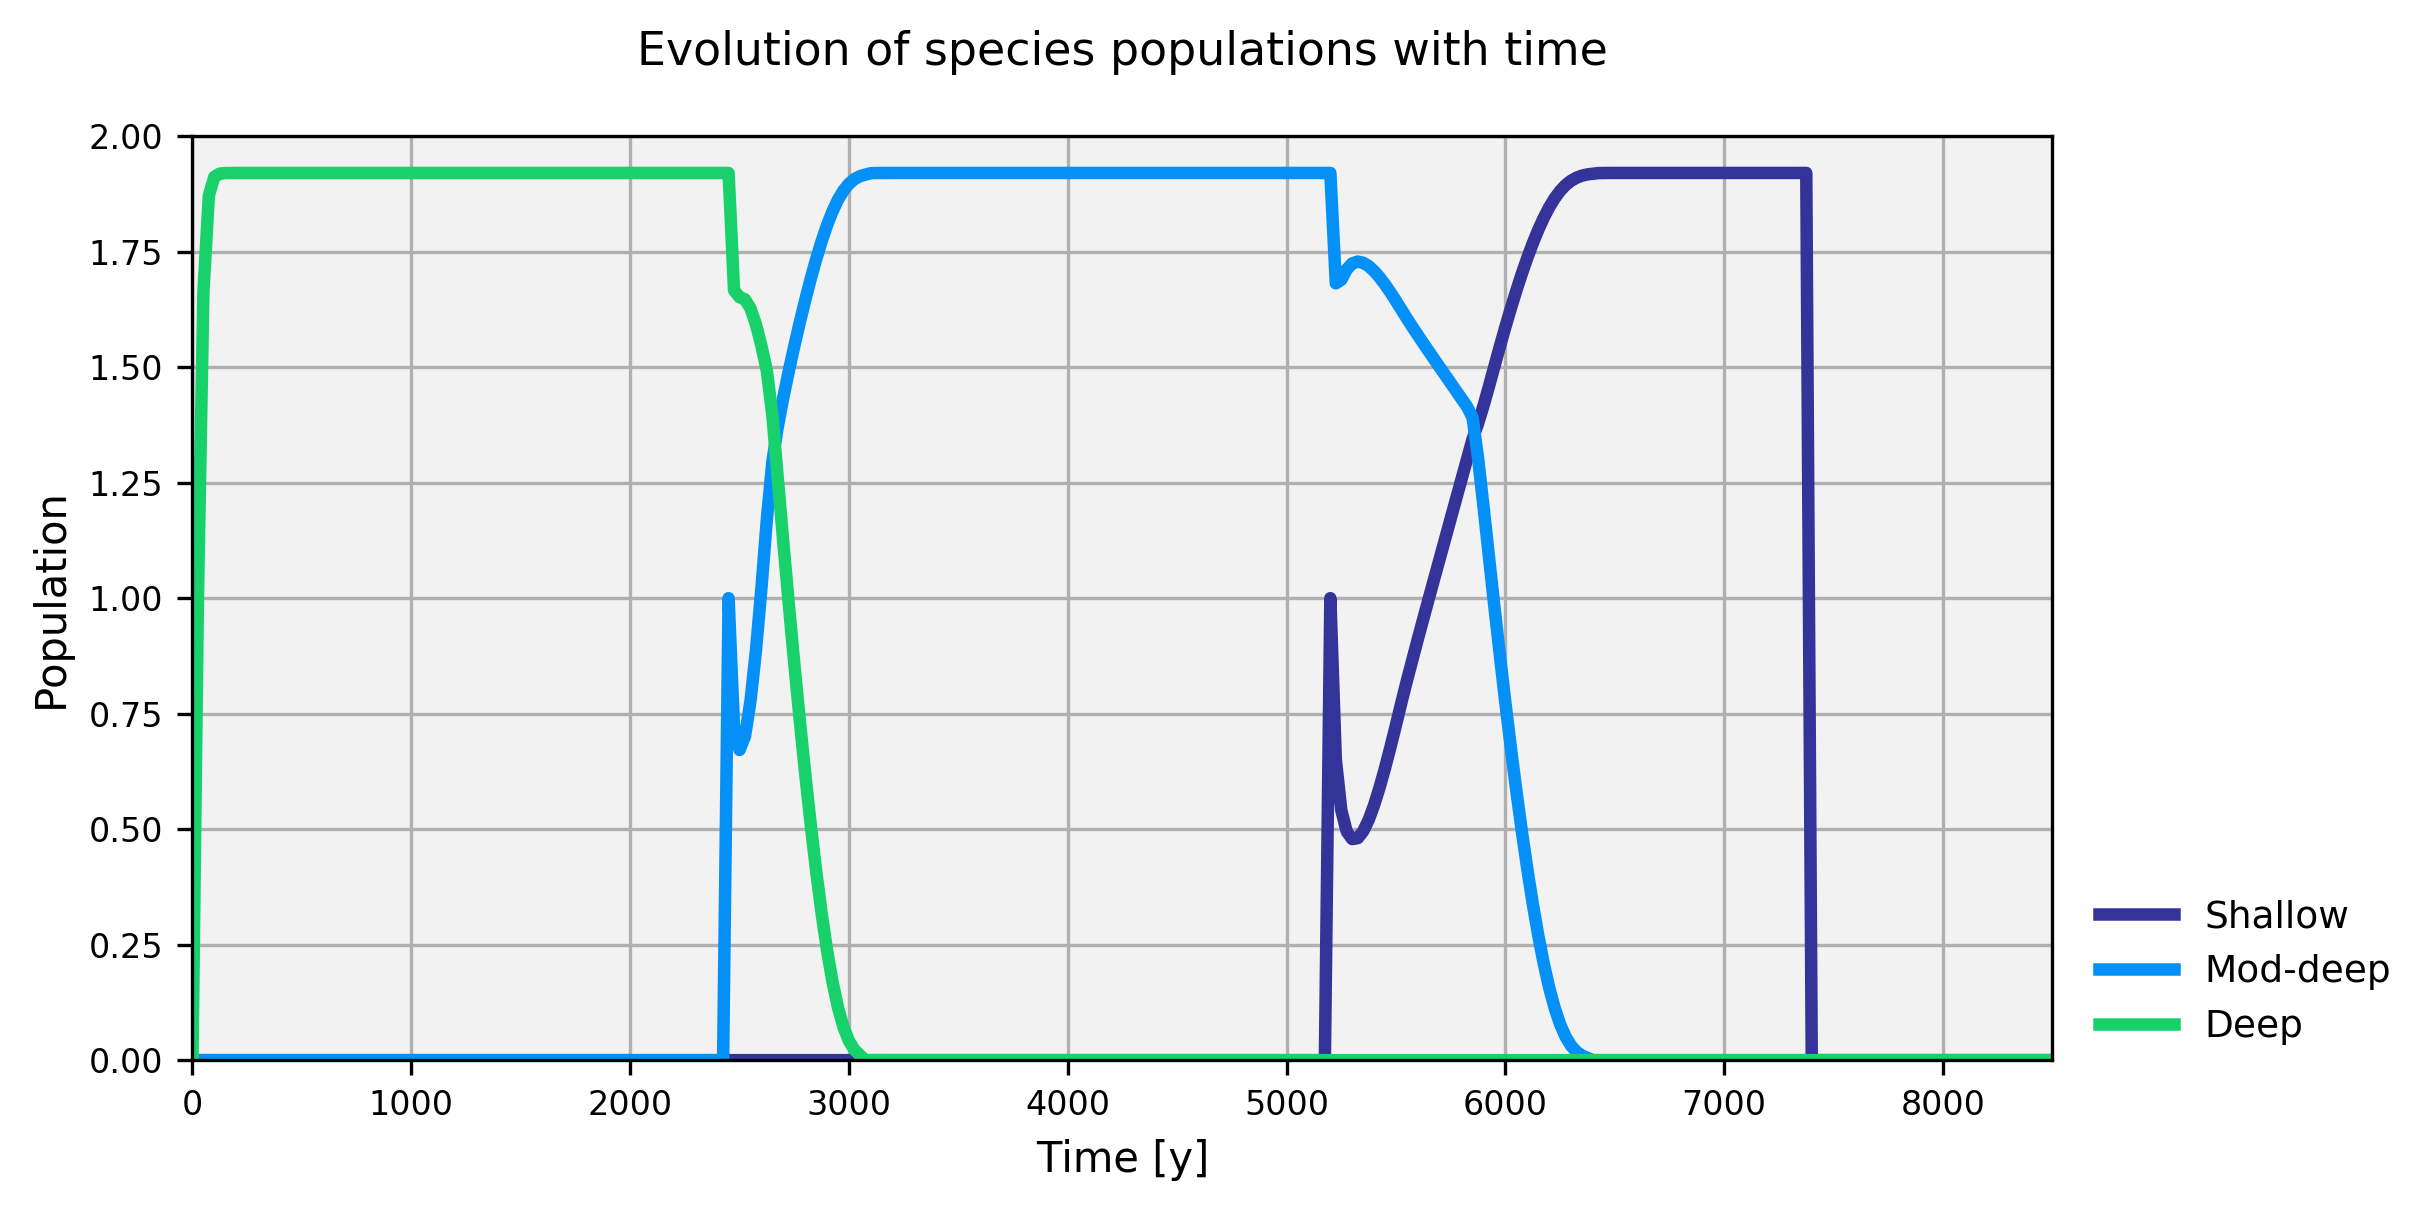 Evolution of species populations with time
2.00
1.75
1.50
1.25
1.00
0.75
0.50
0.25
0.00
Population
0 1000 2000 3000 4000 5000 6000 7000 8000
Time [y]
Shallow
Mod-deep
Deep